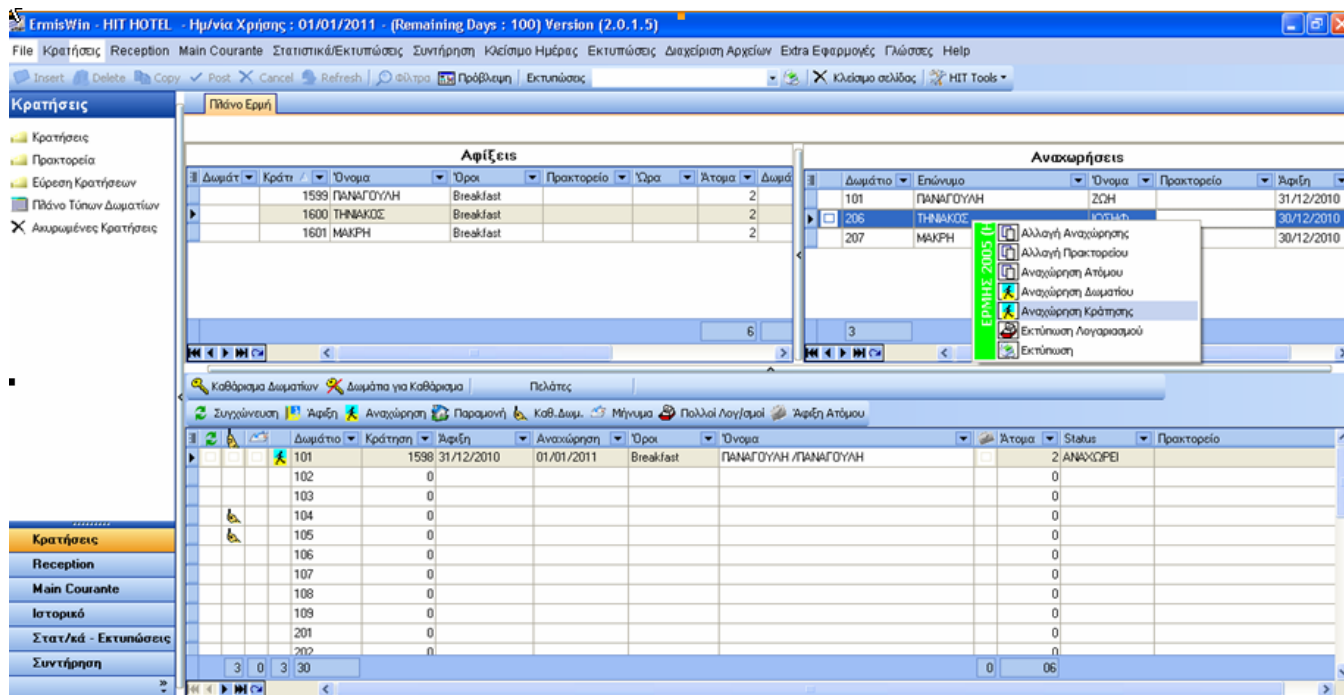 ErmisWin - HIT HOTEL - Ημ/νία Χρήσης : 01/01/2011 - (Remaining Days : 100) Version (2.0.1.5)
File Κρατήσεις Reception Main Courante Στατιστικά/Εκτυπώσεις Συντήρηση Κλείσιμο Ημέρας Εκτυπώσεις Διαχείριση Αρχείων Extra Εφαρμογές Γλώσσες Help
Insert Delete Copy Post Cancel Refresh Φίλτρα Πρόβλεψη Εκτυπώσεις Κλείσιμο σελίδας HIT Tools
Κρατήσεις
Πλάνο Ερμή
Κρατήσεις
Πρακτορεία
Εύρεση Κρατήσεων
Πλάνο Τύπων Δωματίων
Ακυρωμένες Κρατήσεις
Αφίξεις
Δωμάτ Κράτι Όνομα Όροι Πρακτορείο Ώρα Άτομα Δωμά
1599 ΠΑΝΑΓΟΥΛΗ Breakfast 2
1600 ΤΗΝΙΑΚΟΣ Breakfast 2
1601 ΜΑΚΡΗ Breakfast 2
6
Αναχωρήσεις
Δωμάτιο Επώνυμο Όνομα Πρακτορείο Άφιξη
101 ΠΑΝΑΓΟΥΛΗ ΖΩΗ 31/12/2010
206 ΤΗΝΙΑΚΟΣ ΙΩΣΗΦ 30/12/2010
207 ΜΑΚΡΗ 30/12/2010
3
ΕΡΜΗΣ 2005 (H
Αλλαγή Αναχώρησης
Αλλαγή Πρακτορείου
Αναχώρηση Ατόμου
Αναχώρηση Δωματίου
Αναχώρηση Κράτησης
Εκτύπωση Λογαριασμού
Εκτύπωση
Καθάρισμα Δωματίων Δωμάτια για Καθάρισμα Πελάτες
Συγχώνευση Άφιξη Αναχώρηση Παραμονή Καθ.Δωμ. Μήνυμα Πολλοί Λογ/σμοί Άφιξη Ατόμου
Δωμάτιο Κράτηση Άφιξη Αναχώρηση Όροι Όνομα Άτομα Status Πρακτορείο
101 1598 31/12/2010 01/01/2011 Breakfast ΠΑΝΑΓΟΥΛΗ /ΠΑΝΑΓΟΥΛΗ 2 ΑΝΑΧΩΡΕΙ
102 0 0
103 0 0
104 0 0
105 0 0
106 0 0
107 0 0
108 0 0
109 0 0
201 0 0
202 0 0
3 0 3 30 0 06
Κρατήσεις
Reception
Main Courante
Ιστορικό
Στατ/κά - Εκτυπώσεις
Συντήρηση